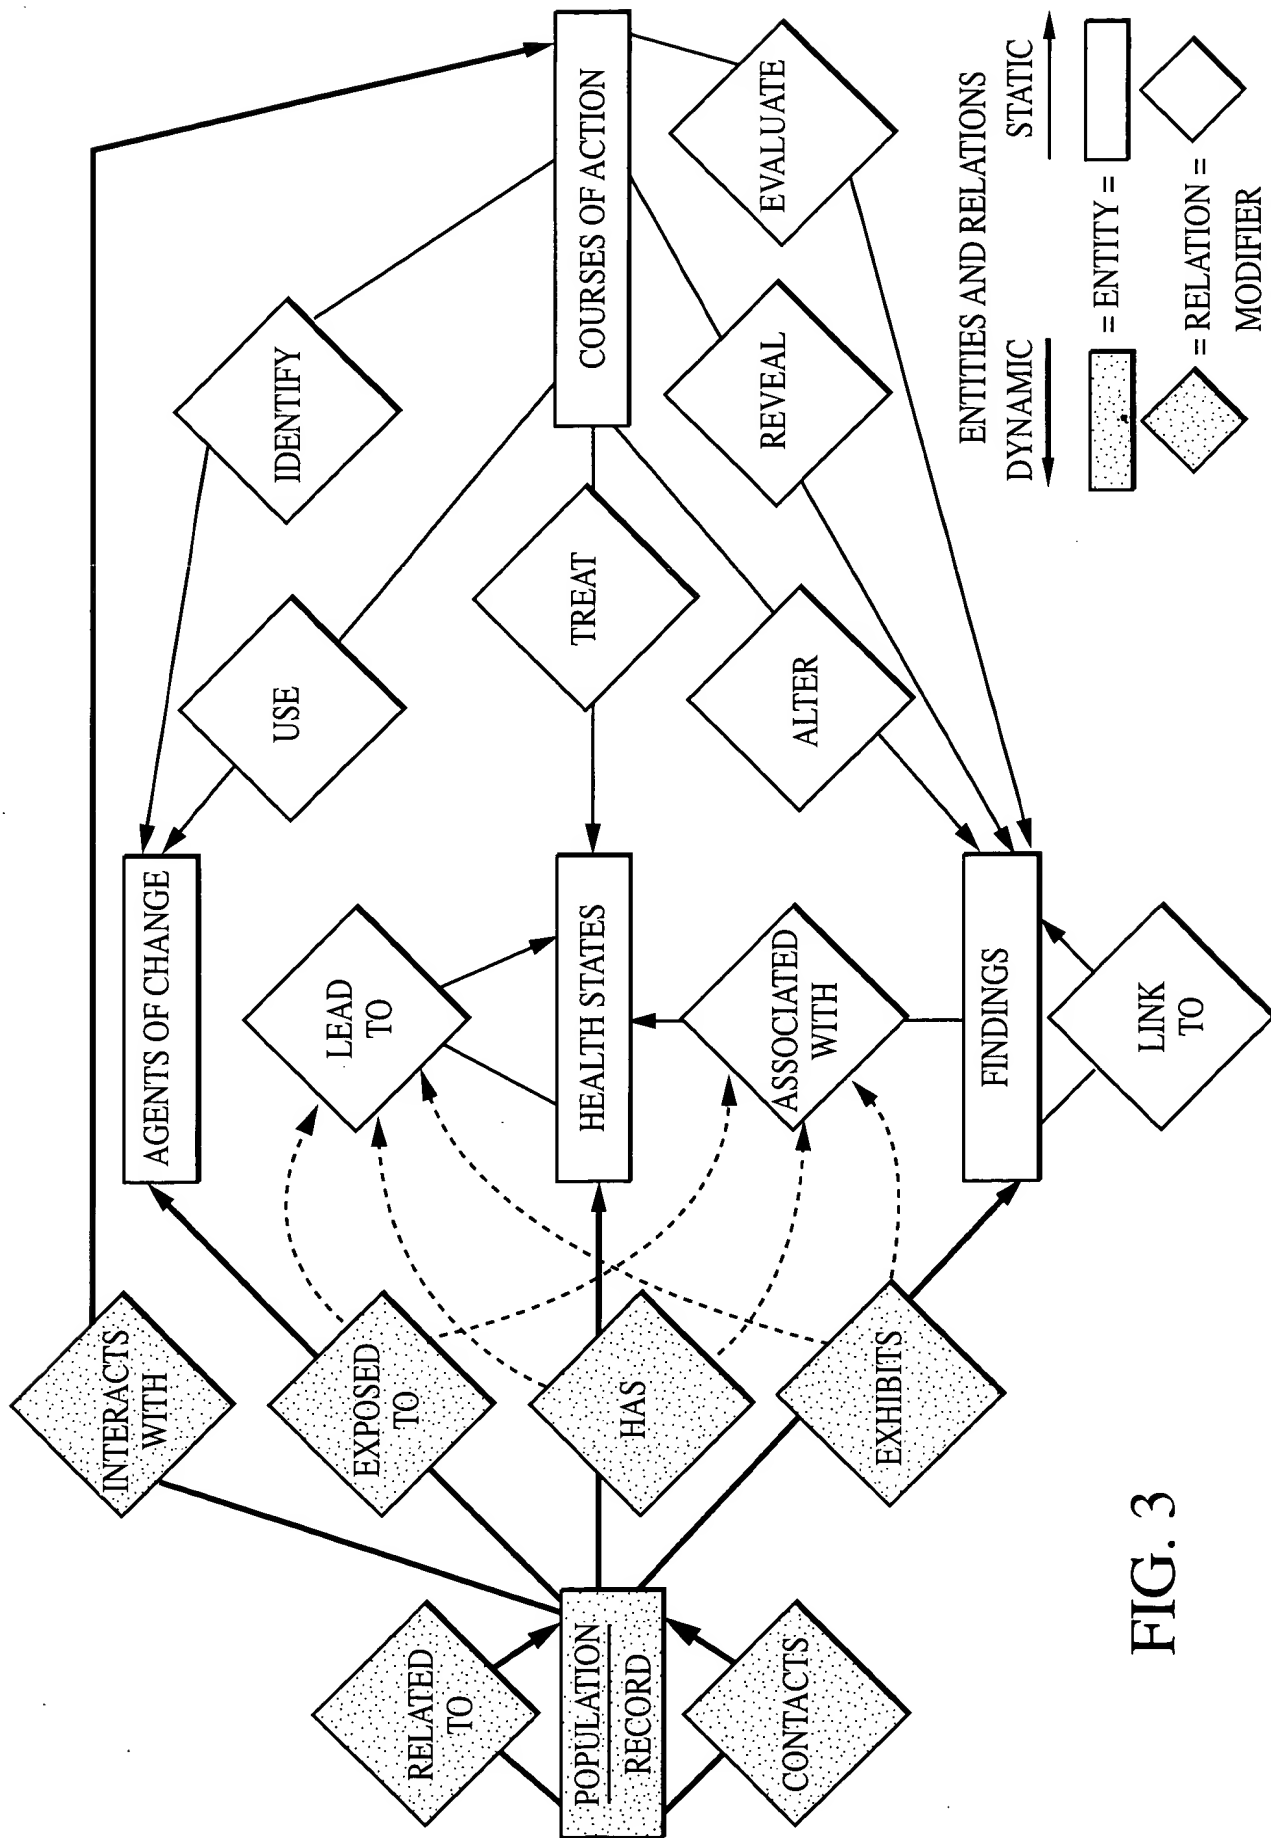 INTERACTS
WITH
EXPOSED
TO
HAS
EXHIBITS
RELATED
TO
POPULATION
RECORD
CONTACTS
AGENTS OF CHANGE
LEAD
TO
HEALTH STATES
ASSOCIATED
WITH
FINDINGS
LINK
TO
USE
IDENTIFY
TREAT
ALTER
REVEAL
EVALUATE
COURSES OF ACTION
ENTITIES AND RELATIONS
DYNAMIC STATIC
= ENTITY =
= RELATION =
MODIFIER
FIG. 3